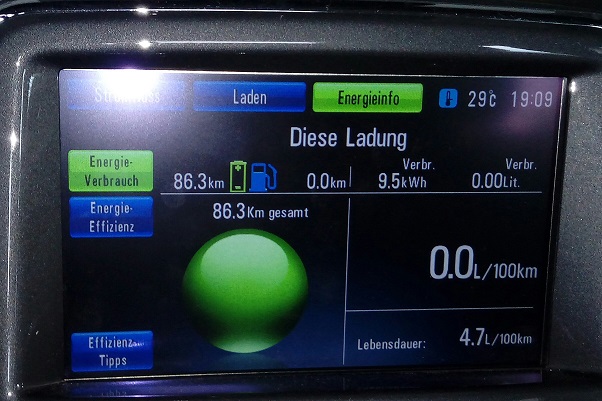 Laden
Energieinfo
29°c
19:09
Diese Ladung
Energie-
Verbrauch
86.3km
0.0km
Verbr.
9.5kWh
Verbr.
0.00Lit.
Energie-
Effizienz
86.3Km gesamt
0.0L/100km
Effizienz-
Tipps
Lebensdauer:
4.7L/100km